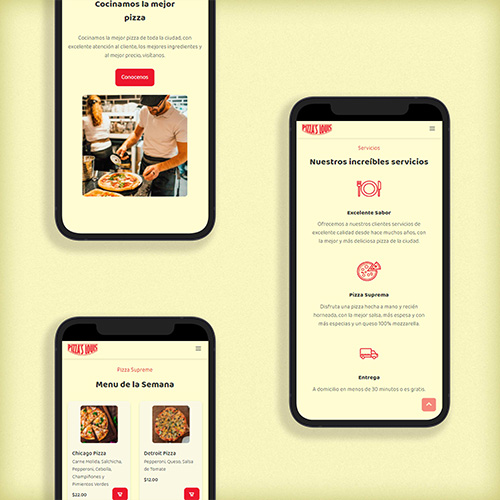 Cocinamos la mejor
pizza
Cocinamos la mejor pizza de toda la ciudad, con
excelente atención al cliente, los mejores ingredientes y
al mejor precio, visítanos.
Conocenos
PIZZA'S LOUIS
Servicios
Nuestros increíbles servicios
Excelente Sabor
Ofrecemos a nuestros clientes servicios de
excelente calidad desde hace muchos años, con
la mejor y más deliciosa pizza de la ciudad.
Pizza Suprema
Disfruta una pizza hecha a mano y recién
horneada, con la mejor salsa, más espesa y con
más especias y un queso 100% mozzarella.
Entrega
A domicilio en menos de 30 minutos o es gratis.
PIZZA'S LOUIS
Pizza Supreme
Menu de la Semana
Chicago Pizza
Carne Molida, Salchicha,
Pepperoni, Cebolla,
Champiñones y
Pimientos Verdes
$22.00
Detroit Pizza
Pepperoni, Queso, Salsa
de Tomate
$12.00